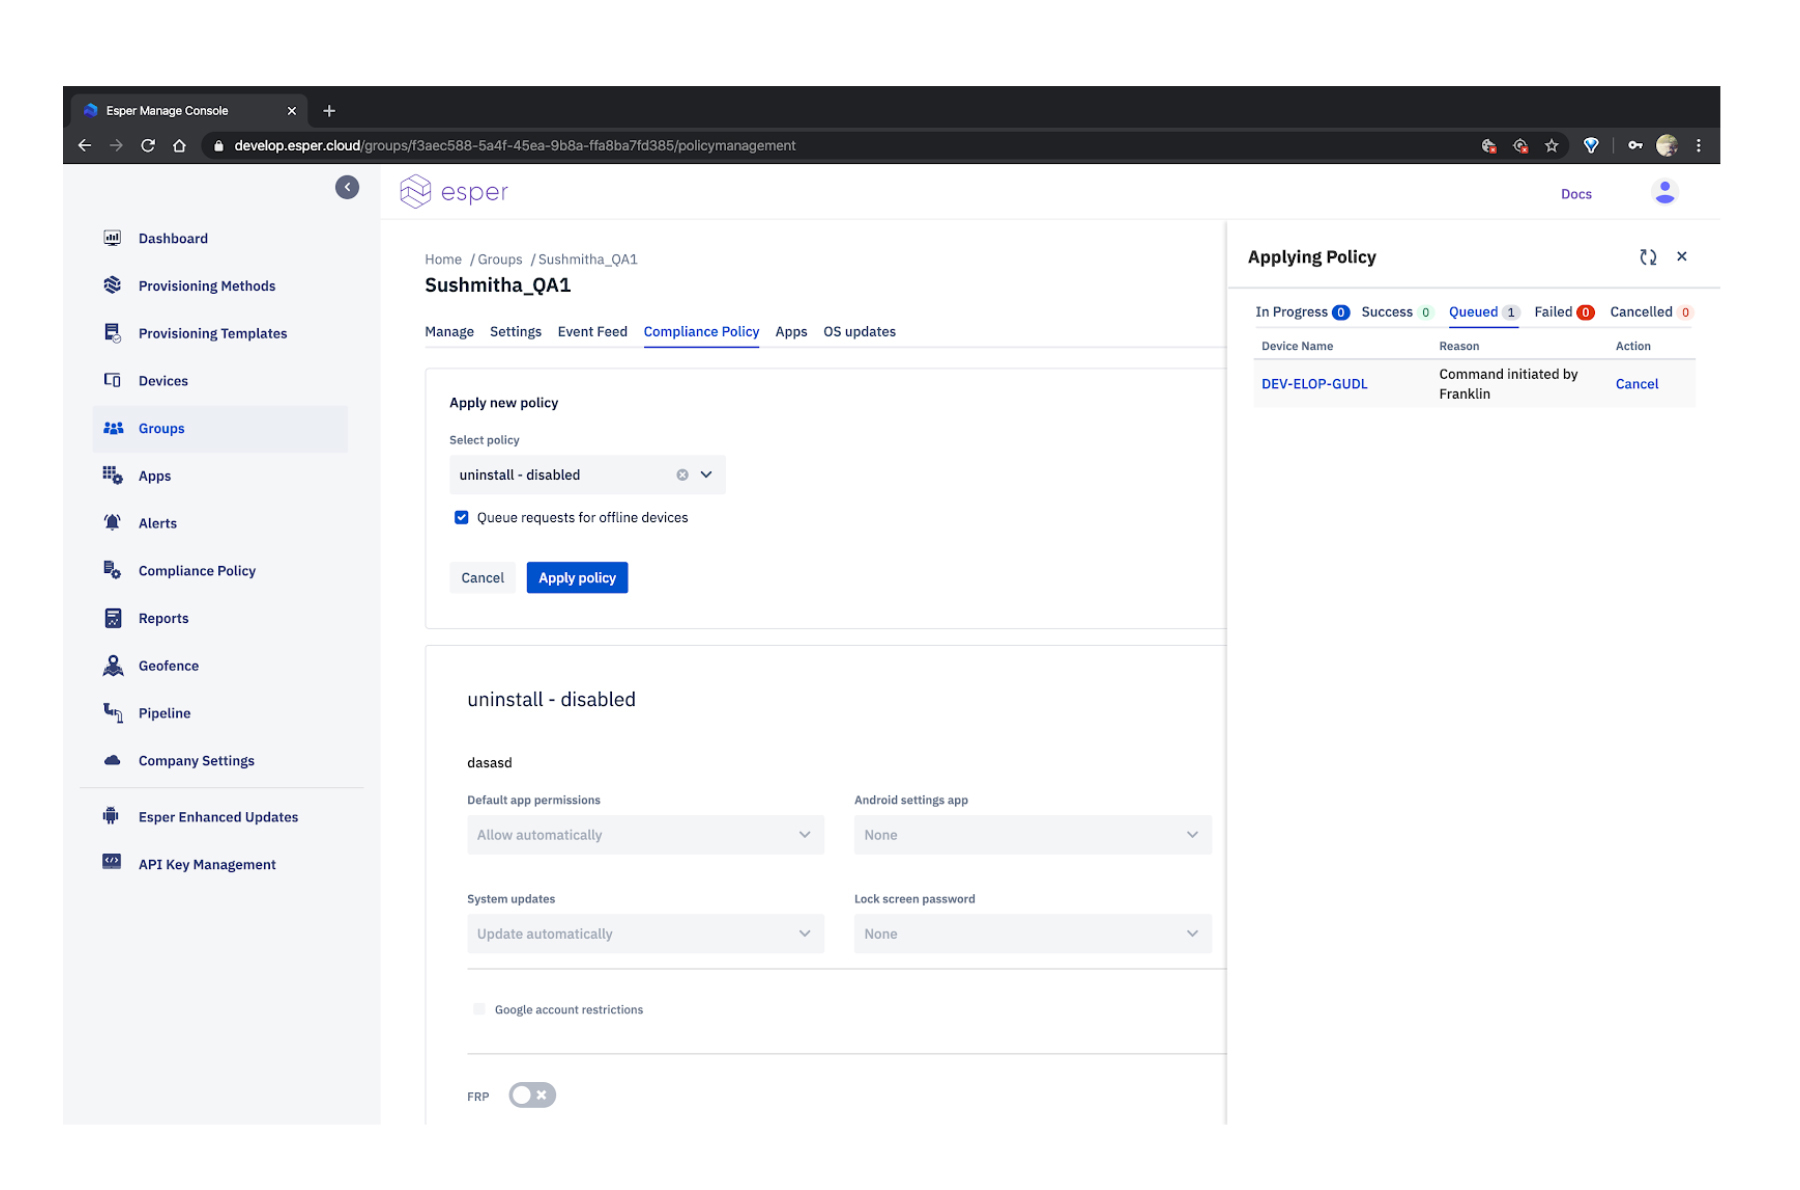 Esper Manage Console
develop.esper.cloud/groups/f3aec588-5a4f-45ea-9b8a-ffa8ba7fd385/policymanagement
esper
Docs
Dashboard
Provisioning Methods
Provisioning Templates
Devices
Groups
Apps
Alerts
Compliance Policy
Reports
Geofence
Pipeline
Company Settings
Esper Enhanced Updates
API Key Management
Home / Groups / Sushmitha_QA1
Sushmitha_QA1
Manage Settings Event Feed Compliance Policy Apps OS updates
Apply new policy
Select policy
uninstall - disabled
Queue requests for offline devices
Cancel Apply policy
uninstall - disabled
dasasd
Default app permissions Android settings app
Allow automatically None
System updates Lock screen password
Update automatically None
Google account restrictions
FRP
Applying Policy
In Progress 0 Success 0 Queued 1 Failed 0 Cancelled 0
Device Name Reason Action
DEV-ELOP-GUDL Command initiated by Franklin Cancel